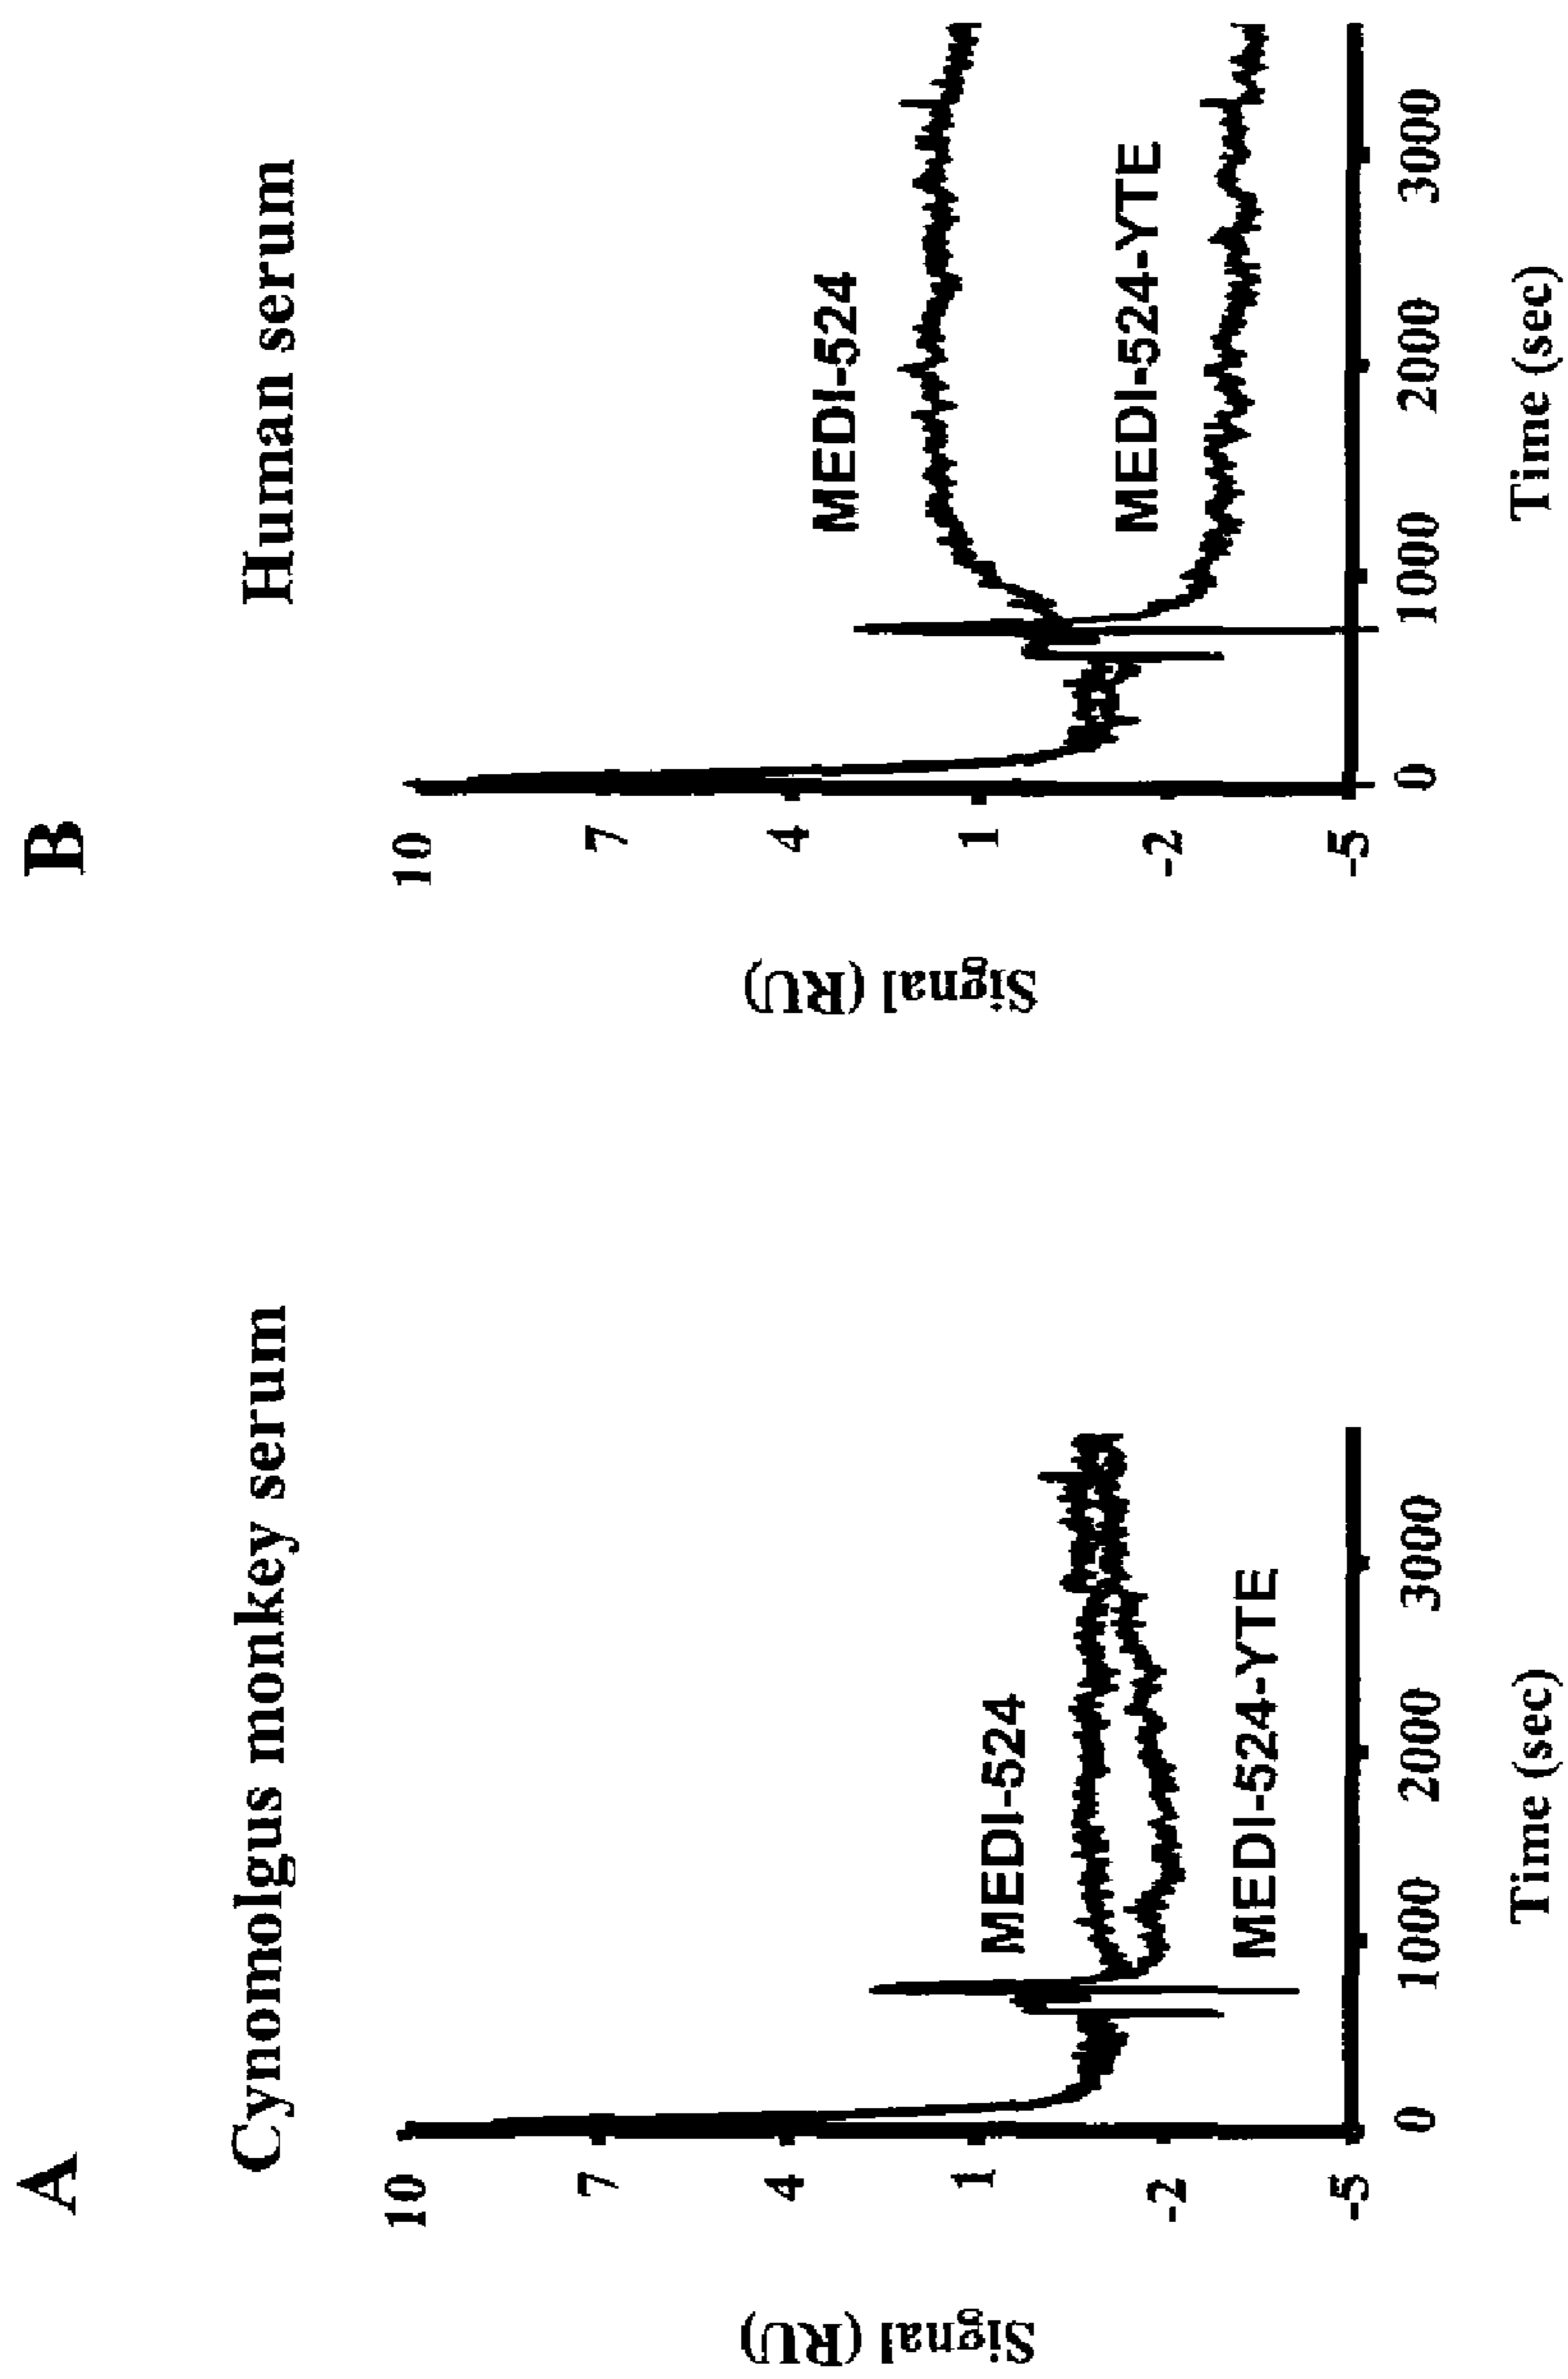 A
Cynomolgus monkey serum
Signal (RU)
10
7
4
1
-2
-5
MEDI-524
MEDI-524-YTE
0 1000 2000 3000
Time (sec)
B
Human serum
Signal (RU)
10
7
4
1
-2
-5
MEDI-524
MEDI-524-YTE
0 1000 2000 3000
Time (sec)